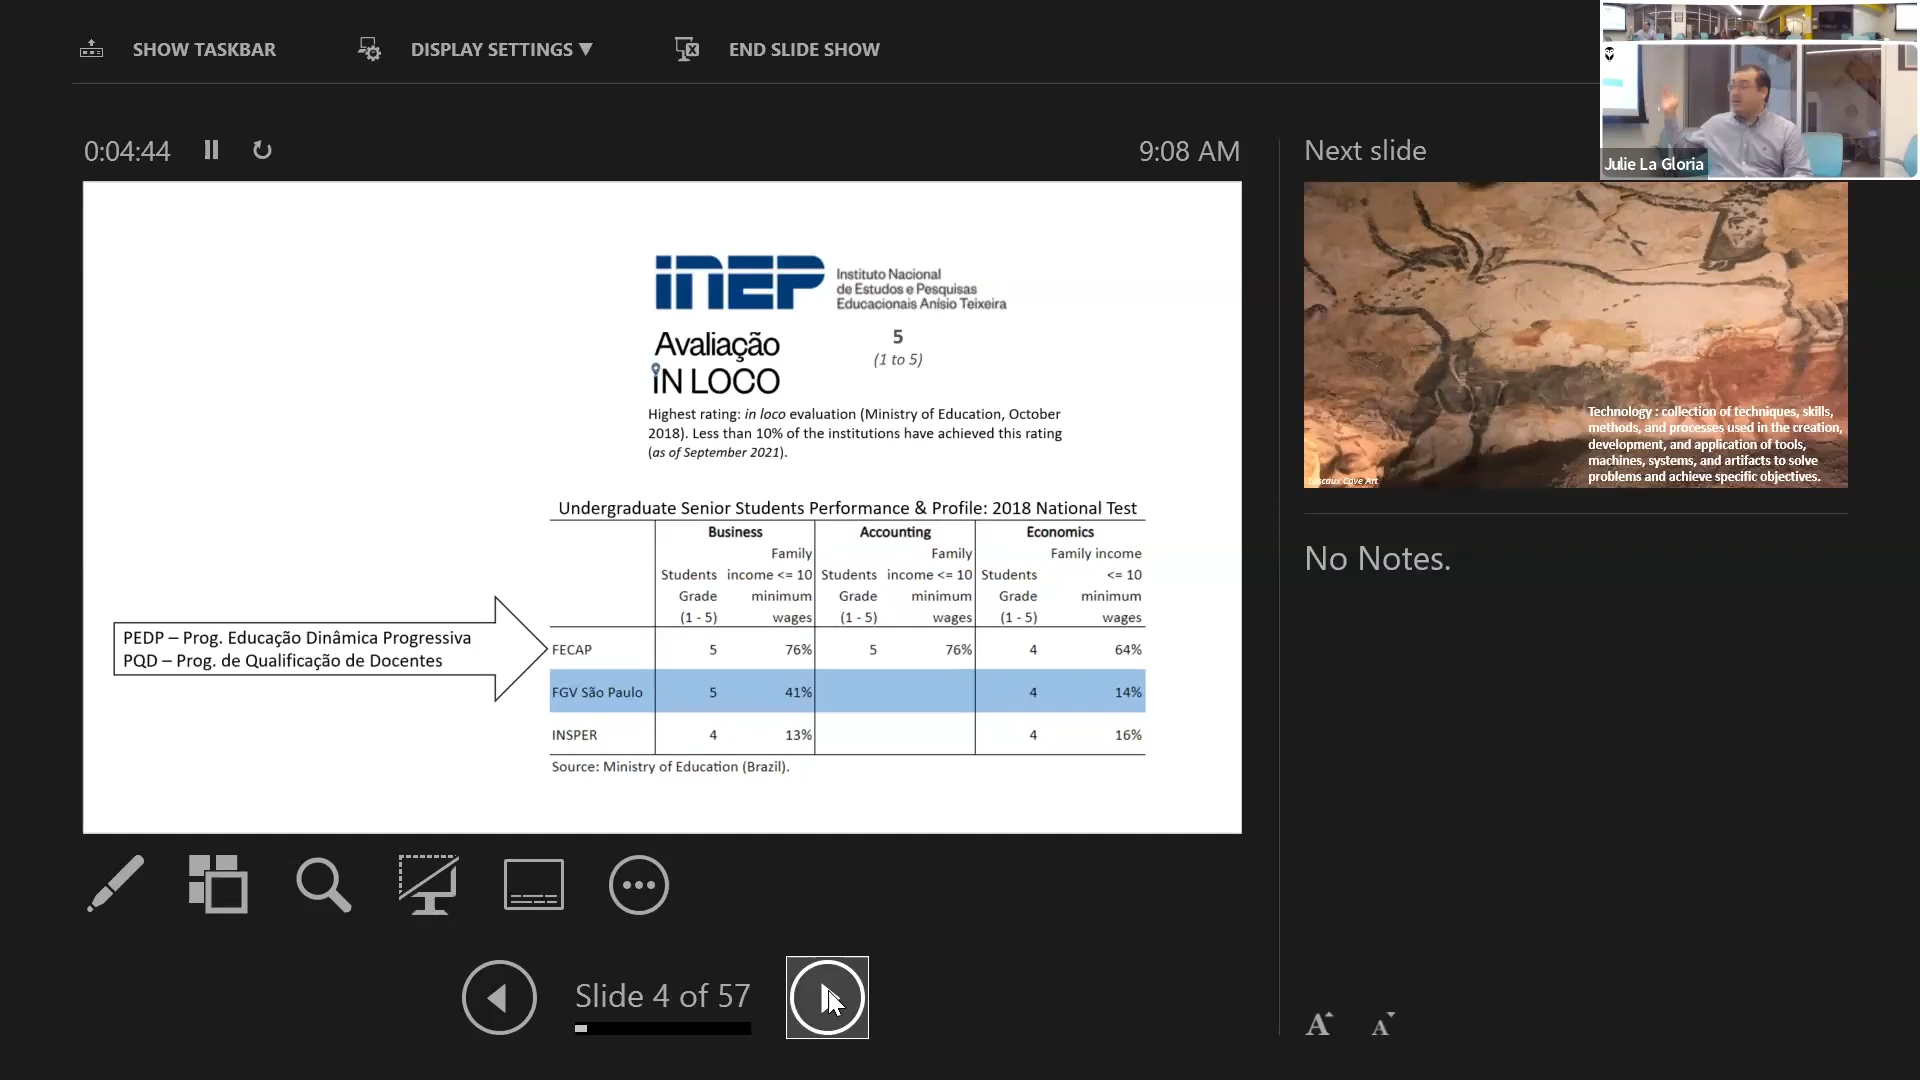 SHOW TASKBAR
DISPLAY SETTINGS ▼
END SLIDE SHOW
0:04:44
9:08 AM
Next slide
Julie La Gloria
INEP
Instituto Nacional
de Estudos e Pesquisas
Educacionais Anísio Teixeira
Avaliação
IN LOCO
5
(1 to 5)
Highest rating: in loco evaluation (Ministry of Education, October
2018). Less than 10% of the institutions have achieved this rating
(as of September 2021).
Undergraduate Senior Students Performance & Profile: 2018 National Test
Business Accounting Economics
Family Family Family income
Students income <= 10 Students income <= 10 Students <= 10
Grade minimum Grade minimum Grade minimum
(1 - 5) wages (1 - 5) wages (1 - 5) wages
PEDP – Prog. Educação Dinâmica Progressiva
PQD – Prog. de Qualificação de Docentes
FECAP 5 76% 5 76% 4 64%
FGV São Paulo 5 41% 4 14%
INSPER 4 13% 4 16%
Source: Ministry of Education (Brazil).
Technology : collection of techniques, skills,
methods, and processes used in the creation,
development, and application of tools,
machines, systems, and artifacts to solve
problems and achieve specific objectives.
Lascaux Cave Art
No Notes.
Slide 4 of 57
A A